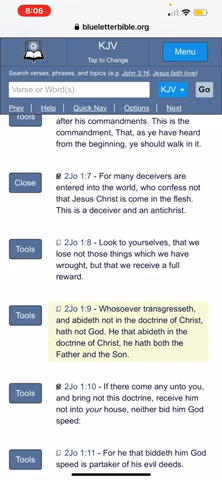 8:06
blueletterbible.org
KJV
Tap to Change
Menu
Search verses, phrases, and topics (e.g. John 3:16, Jesus faith love)
Verse or Word(s)
KJV
Go
Prev | Help | Quick Nav | Options | Next
Tools
after his commandments. This is the
commandment, That, as ye have heard
from the beginning, ye should walk in it.
Close
2Jo 1:7 - For many deceivers are
entered into the world, who confess not
that Jesus Christ is come in the flesh.
This is a deceiver and an antichrist.
Tools
2Jo 1:8 - Look to yourselves, that we
lose not those things which we have
wrought, but that we receive a full
reward.
Tools
2Jo 1:9 - Whosoever transgresseth,
and abideth not in the doctrine of Christ,
hath not God. He that abideth in the
doctrine of Christ, he hath both the
Father and the Son.
Tools
2Jo 1:10 - If there come any unto you,
and bring not this doctrine, receive him
not into your house, neither bid him God
speed:
Tools
2Jo 1:11 - For he that biddeth him God
speed is partaker of his evil deeds.